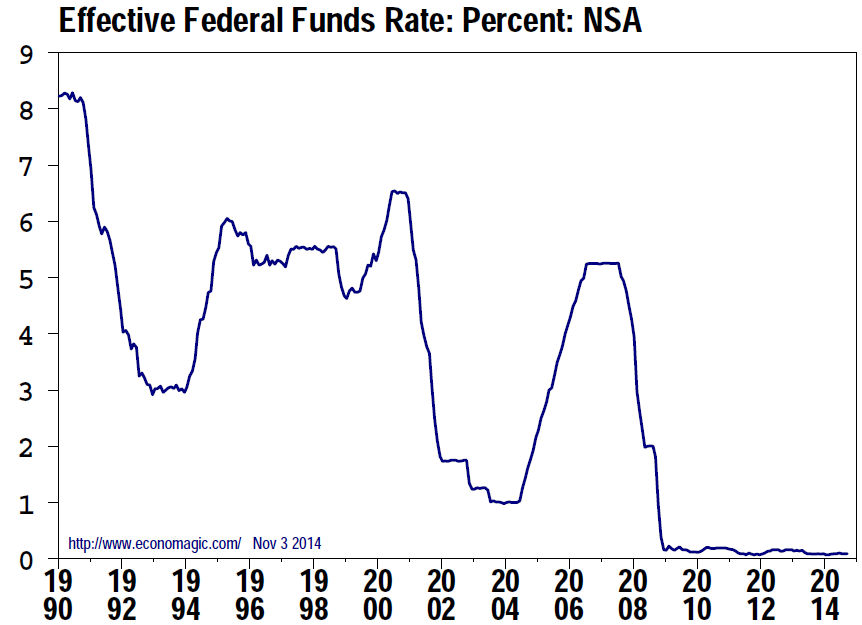 Effective Federal Funds Rate: Percent: NSA
9
8
7
6
5
4
3
2
1
0
http://www.economagic.com/ Nov 3 2014
19 19 19 19 19 20 20 20 20 20 20 20 20
90 92 94 96 98 00 02 04 06 08 10 12 14